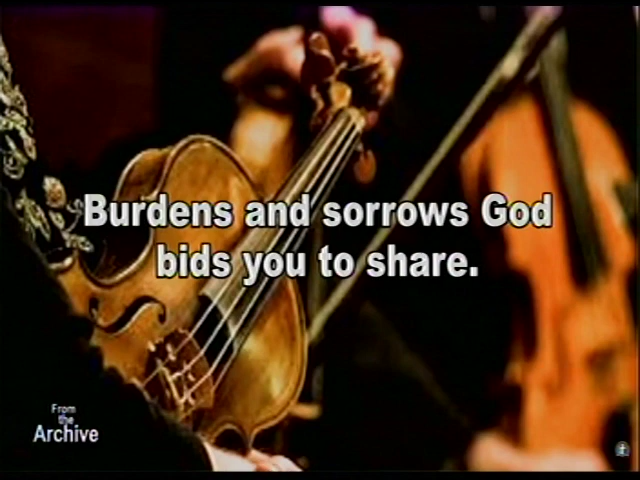 Burdens and sorrows God
bids you to share.
From
the
Archive